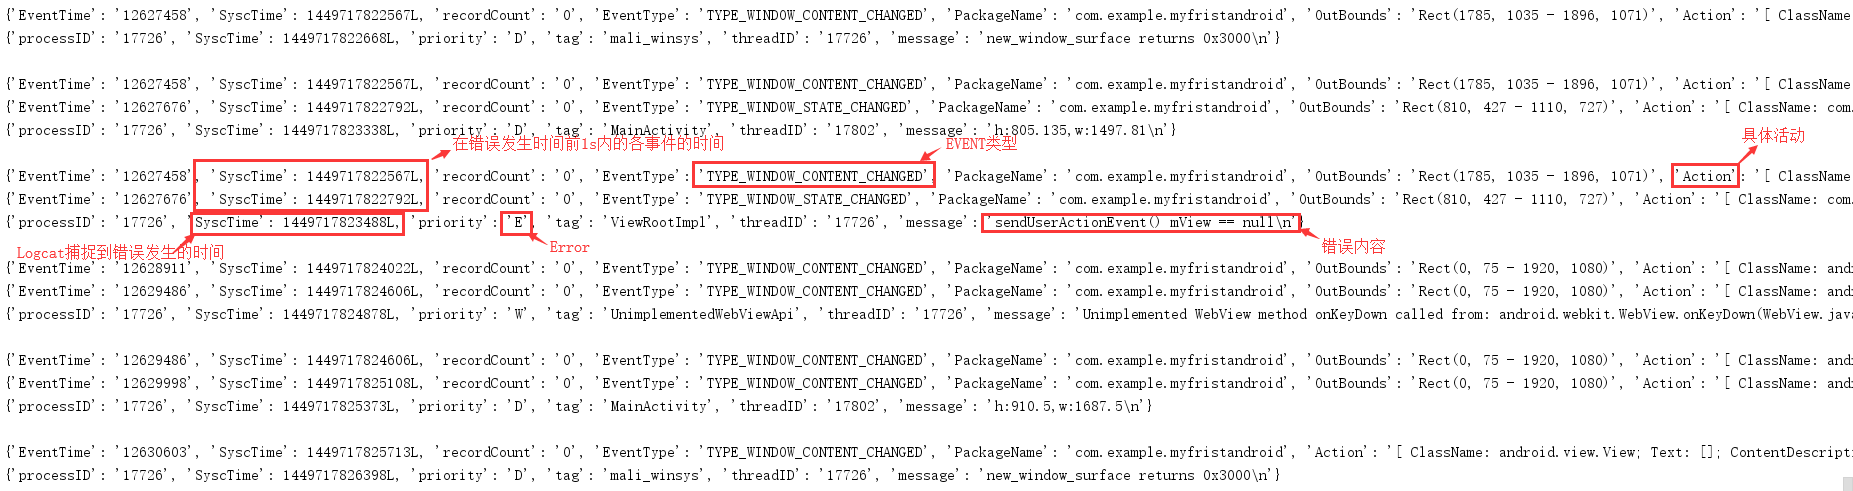 {'EventTime': '12627458', 'SyscTime': 1449717822567L, 'recordCount': '0', 'EventType': 'TYPE_WINDOW_CONTENT_CHANGED', 'PackageName': 'com.example.myfristandroid', 'OutBounds': 'Rect(1785, 1035 - 1896, 1071)', 'Action': '[ ClassName
{'processID': '17726', 'SyscTime': 1449717822668L, 'priority': 'D', 'tag': 'mali_winsys', 'threadID': '17726', 'message': 'new_window_surface returns 0x3000\n'}
{'EventTime': '12627458', 'SyscTime': 1449717822567L, 'recordCount': '0', 'EventType': 'TYPE_WINDOW_CONTENT_CHANGED', 'PackageName': 'com.example.myfristandroid', 'OutBounds': 'Rect(1785, 1035 - 1896, 1071)', 'Action': '[ ClassName
{'EventTime': '12627676', 'SyscTime': 1449717822792L, 'recordCount': '0', 'EventType': 'TYPE_WINDOW_STATE_CHANGED', 'PackageName': 'com.example.myfristandroid', 'OutBounds': 'Rect(810, 427 - 1110, 727)', 'Action': '[ ClassName: com.
{'processID': '17726', 'SyscTime': 1449717823338L, 'priority': 'D', 'tag': 'MainActivity', 'threadID': '17802', 'message': 'h:805.135,w:1497.81\n'}
在错误发生时间前1s内的各事件的时间
EVENT类型
具体活动
{'EventTime': '12627458', 'SyscTime': 1449717822567L, 'recordCount': '0', 'EventType': 'TYPE_WINDOW_CONTENT_CHANGED', 'PackageName': 'com.example.myfristandroid', 'OutBounds': 'Rect(1785, 1035 - 1896, 1071)', 'Action': '[ ClassName
{'EventTime': '12627676', 'SyscTime': 1449717822792L, 'recordCount': '0', 'EventType': 'TYPE_WINDOW_STATE_CHANGED', 'PackageName': 'com.example.myfristandroid', 'OutBounds': 'Rect(810, 427 - 1110, 727)', 'Action': '[ ClassName: com.
{'processID': '17726', 'SyscTime': 1449717823488L, 'priority': 'E', 'tag': 'ViewRootImpl', 'threadID': '17726', 'message': 'sendUserActionEvent() mView == null\n'}
Logcat捕捉到错误发生的时间
Error
错误内容
{'EventTime': '12628911', 'SyscTime': 1449717824022L, 'recordCount': '0', 'EventType': 'TYPE_WINDOW_CONTENT_CHANGED', 'PackageName': 'com.example.myfristandroid', 'OutBounds': 'Rect(0, 75 - 1920, 1080)', 'Action': '[ ClassName: andr
{'EventTime': '12629486', 'SyscTime': 1449717824606L, 'recordCount': '0', 'EventType': 'TYPE_WINDOW_CONTENT_CHANGED', 'PackageName': 'com.example.myfristandroid', 'OutBounds': 'Rect(0, 75 - 1920, 1080)', 'Action': '[ ClassName: andr
{'processID': '17726', 'SyscTime': 1449717824878L, 'priority': 'W', 'tag': 'UnimplementedWebViewApi', 'threadID': '17726', 'message': 'Unimplemented WebView method onKeyDown called from: android.webkit.WebView.onKeyDown(WebView.java
{'EventTime': '12629486', 'SyscTime': 1449717824606L, 'recordCount': '0', 'EventType': 'TYPE_WINDOW_CONTENT_CHANGED', 'PackageName': 'com.example.myfristandroid', 'OutBounds': 'Rect(0, 75 - 1920, 1080)', 'Action': '[ ClassName: andr
{'EventTime': '12629998', 'SyscTime': 1449717825108L, 'recordCount': '0', 'EventType': 'TYPE_WINDOW_CONTENT_CHANGED', 'PackageName': 'com.example.myfristandroid', 'OutBounds': 'Rect(0, 75 - 1920, 1080)', 'Action': '[ ClassName: andr
{'processID': '17726', 'SyscTime': 1449717825373L, 'priority': 'D', 'tag': 'MainActivity', 'threadID': '17802', 'message': 'h:910.5,w:1687.5\n'}
{'EventTime': '12630603', 'SyscTime': 1449717825713L, 'recordCount': '0', 'EventType': 'TYPE_WINDOW_CONTENT_CHANGED', 'PackageName': 'com.example.myfristandroid', 'Action': '[ ClassName: android.view.View; Text: []; ContentDescripti
{'processID': '17726', 'SyscTime': 1449717826398L, 'priority': 'D', 'tag': 'mali_winsys', 'threadID': '17726', 'message': 'new_window_surface returns 0x3000\n'}